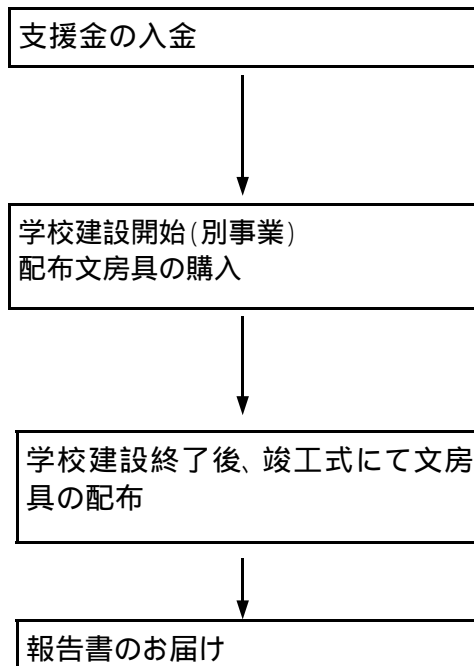 支援金の入金
学校建設開始(別事業)
配布文房具の購入
学校建設終了後、竣工式にて文房
具の配布
報告書のお届け